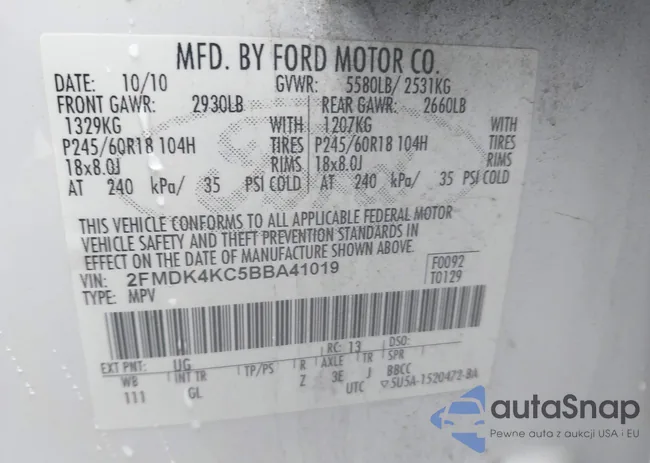 MFD. BY FORD MOTOR CO.
DATE: 10/10 GVWR: 5580LB/ 2531KG
FRONT GAWR: 2930LB REAR GAWR: 2660LB
1329KG WITH 1207KG WITH
P245/60R18 104H TIRES P245/60R18 104H TIRES
18x8.0J RIMS 18x8.0J RIMS
AT 240 kPa/ 35 PSI COLD AT 240 kPa/ 35 PSI COLD
THIS VEHICLE CONFORMS TO ALL APPLICABLE FEDERAL MOTOR
VEHICLE SAFETY AND THEFT PREVENTION STANDARDS IN
EFFECT ON THE DATE OF MANUFACTURE SHOWN ABOVE.
VIN: 2FMDK4KC5BBA41019 F0092
TYPE: MPV T0129
EXT PNT: UG RC: 13 DSO:
WB INT TR TP/PS R AXLE TR SPR
111 GL Z 3E J BBCC
UTC 5U5A-1520472-BA
autaSnap
Pewne auta z aukcji USA i EU